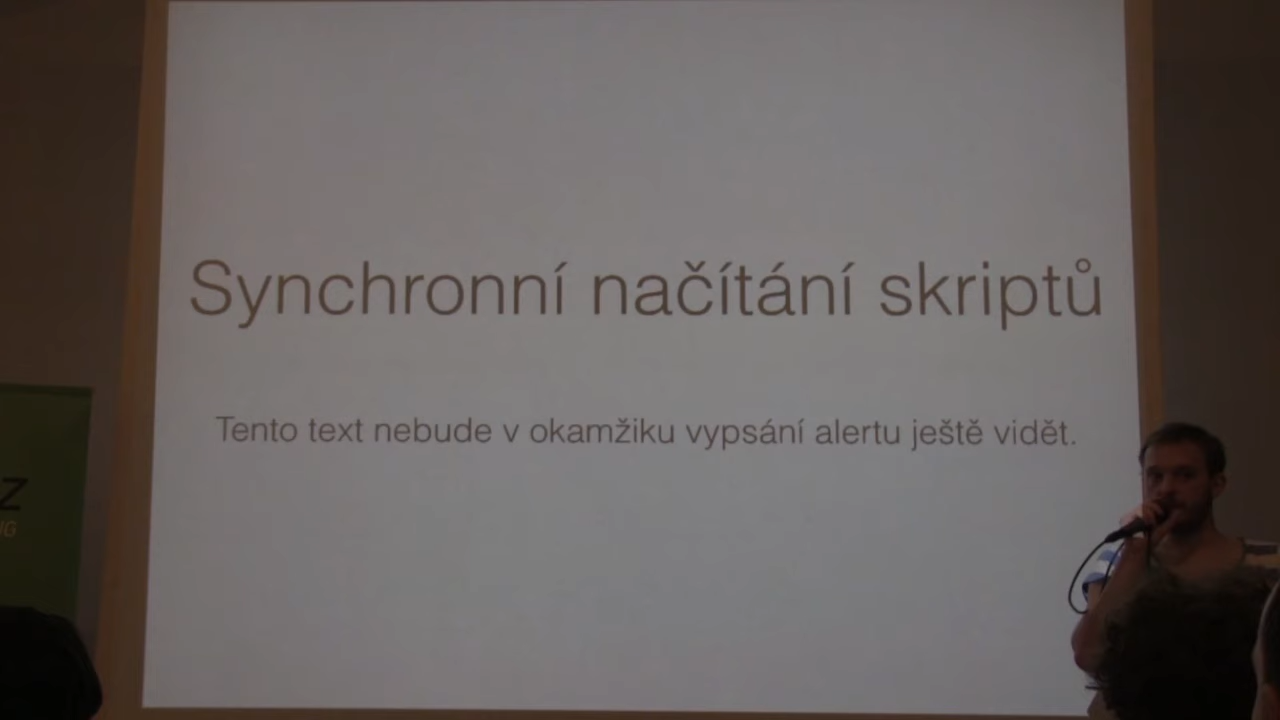 Synchronní načítání skriptů
Tento text nebude v okamžiku vypsání alertu ještě vidět.
Z